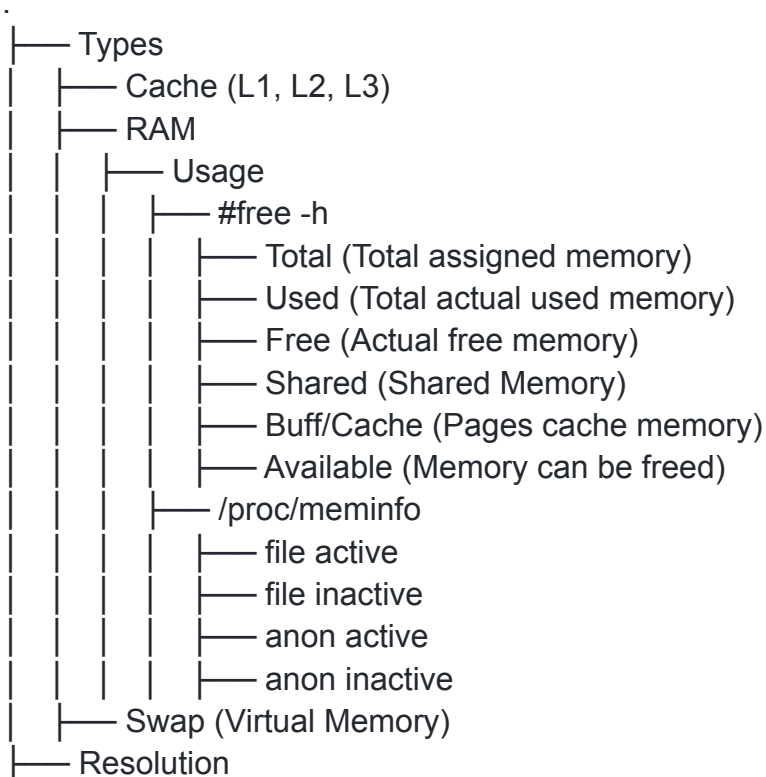 .
├── Types
│ ├── Cache (L1, L2, L3)
│ ├── RAM
│ │ ├── Usage
│ │ │ ├── #free -h
│ │ │ │ ├── Total (Total assigned memory)
│ │ │ │ ├── Used (Total actual used memory)
│ │ │ │ ├── Free (Actual free memory)
│ │ │ │ ├── Shared (Shared Memory)
│ │ │ │ ├── Buff/Cache (Pages cache memory)
│ │ │ │ ├── Available (Memory can be freed)
│ │ │ ├── /proc/meminfo
│ │ │ │ ├── file active
│ │ │ │ ├── file inactive
│ │ │ │ ├── anon active
│ │ │ │ ├── anon inactive
│ ├── Swap (Virtual Memory)
├── Resolution